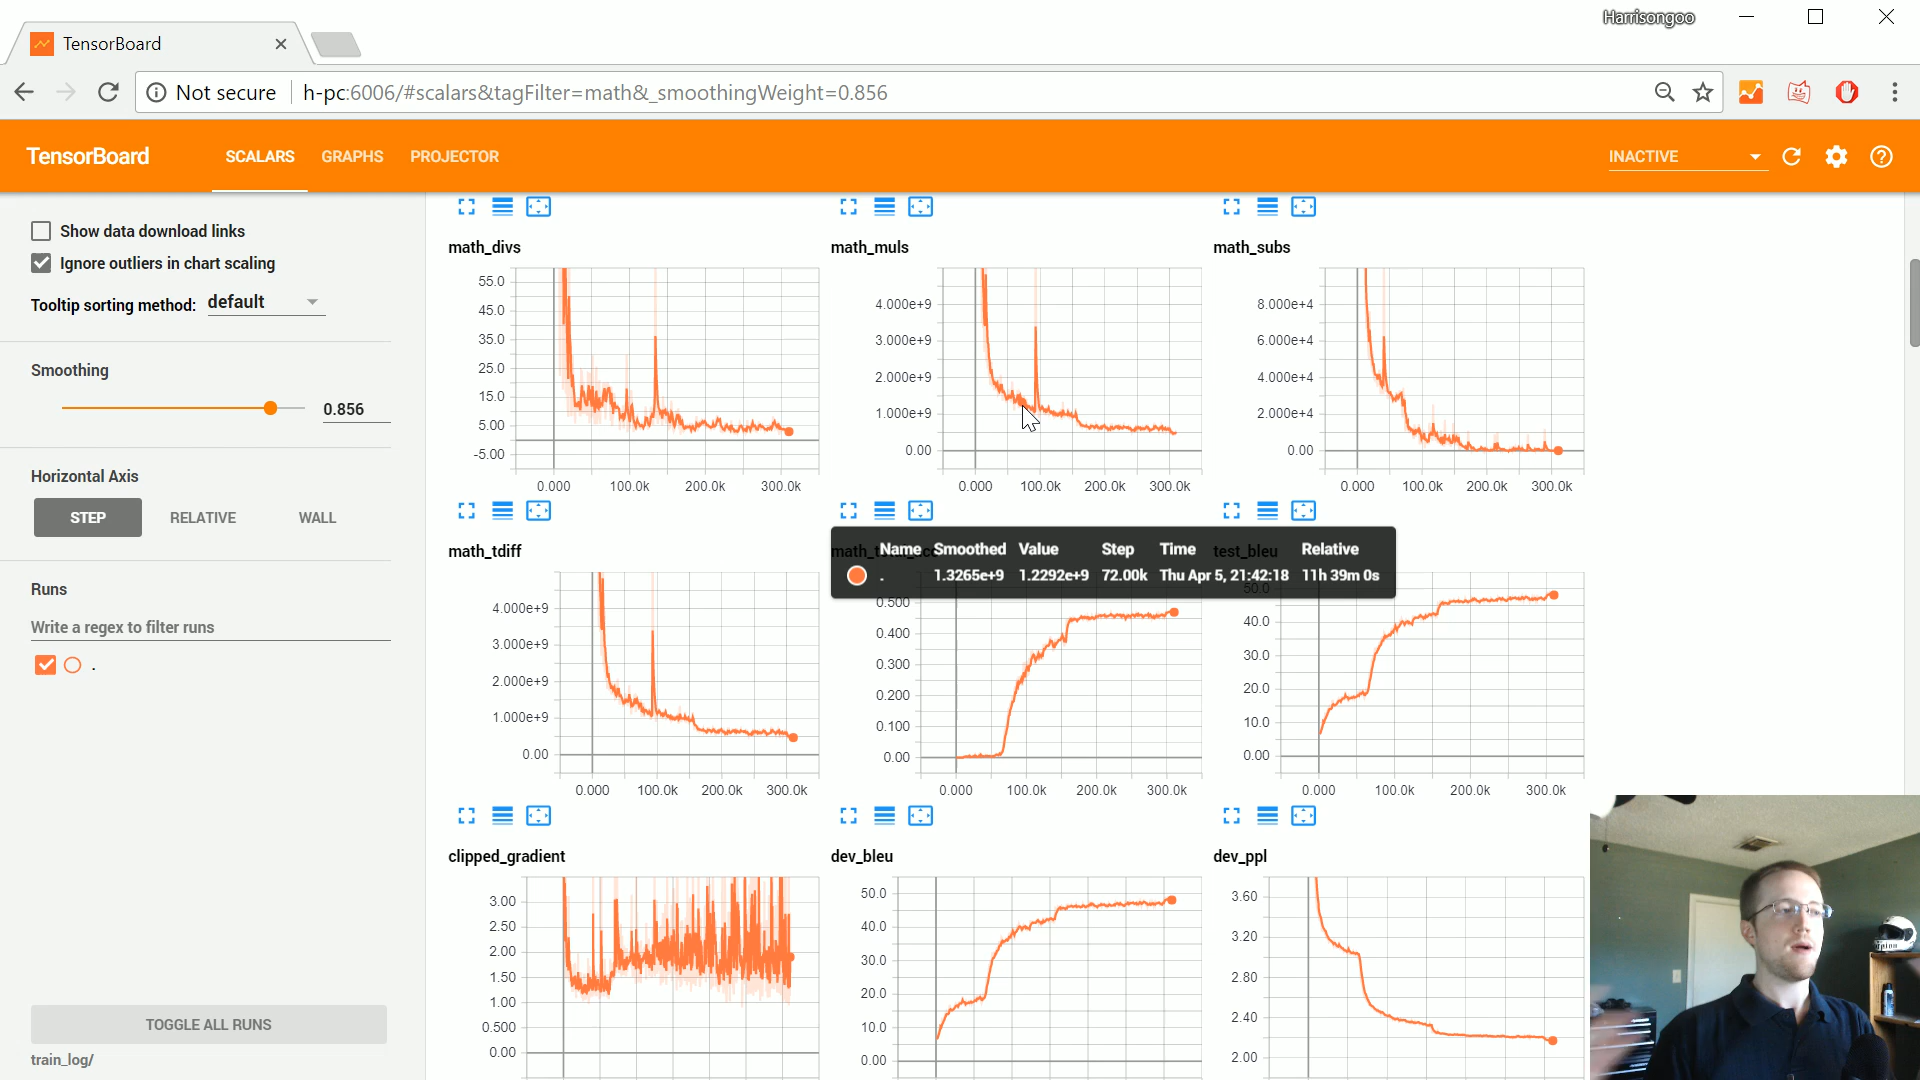 Harrisongoo
TensorBoard
Not secure
h-pc:6006/#scalars&tagFilter=math&_smoothingWeight=0.856
TensorBoard
SCALARS
GRAPHS
PROJECTOR
INACTIVE
Show data download links
Ignore outliers in chart scaling
Tooltip sorting method: default
Smoothing
0.856
Horizontal Axis
STEP
RELATIVE
WALL
Runs
Write a regex to filter runs
.
TOGGLE ALL RUNS
train_log/
math_divs
55.0
45.0
35.0
25.0
15.0
5.00
-5.00
0.000 100.0k 200.0k 300.0k
math_muls
4.000e+9
3.000e+9
2.000e+9
1.000e+9
0.00
0.000 100.0k 200.0k 300.0k
math_subs
8.000e+4
6.000e+4
4.000e+4
2.000e+4
0.00
0.000 100.0k 200.0k 300.0k
math_tdiff
4.000e+9
3.000e+9
2.000e+9
1.000e+9
0.00
0.000 100.0k 200.0k 300.0k
Name Smoothed Value Step Time Relative
. 1.3265e+9 1.2292e+9 72.00k Thu Apr 5, 21:42:18 11h 39m 0s
0.500
0.400
0.300
0.200
0.100
0.00
0.000 100.0k 200.0k 300.0k
test_bleu
50.0
40.0
30.0
20.0
10.0
0.00
0.000 100.0k 200.0k 300.0k
clipped_gradient
3.00
2.50
2.00
1.50
1.00
0.500
0.00
dev_bleu
50.0
40.0
30.0
20.0
10.0
0.00
dev_ppl
3.60
3.20
2.80
2.40
2.00